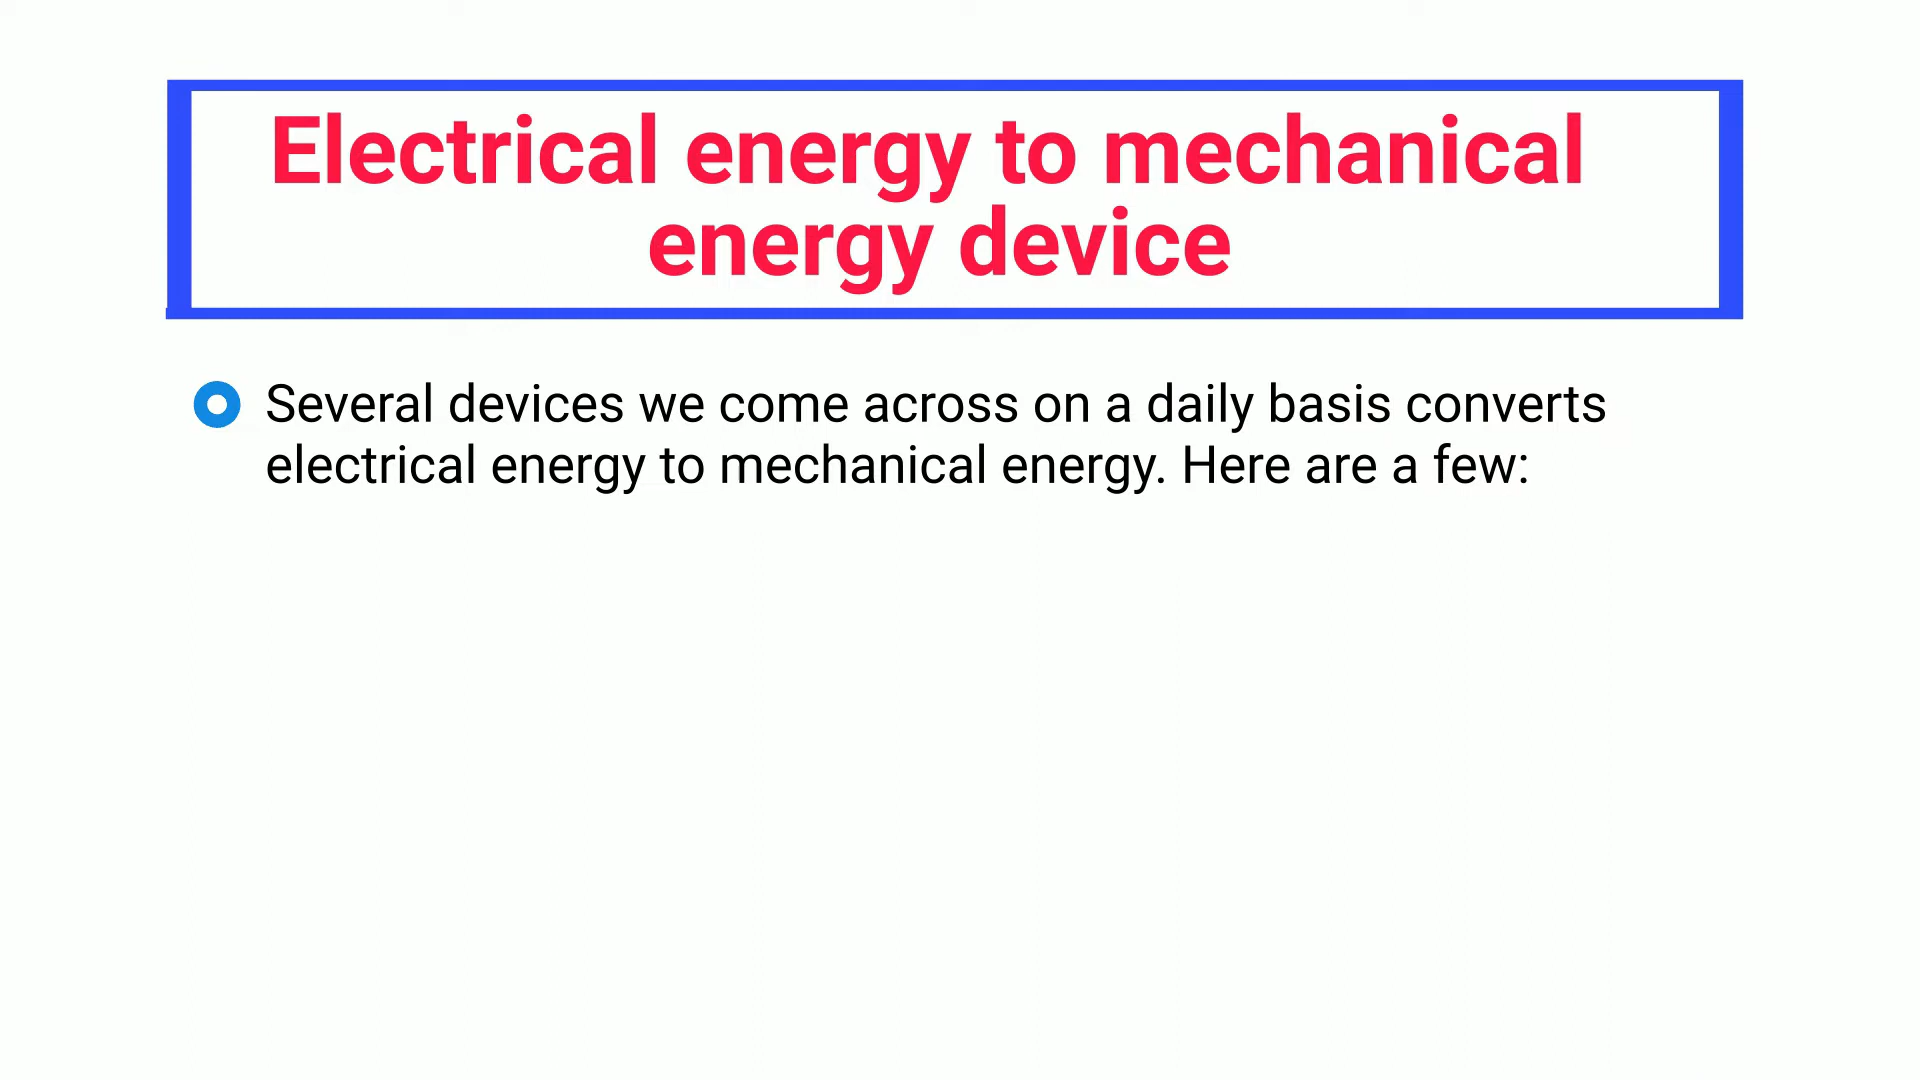 Electrical energy to mechanical
energy device
Several devices we come across on a daily basis converts
electrical energy to mechanical energy. Here are a few: